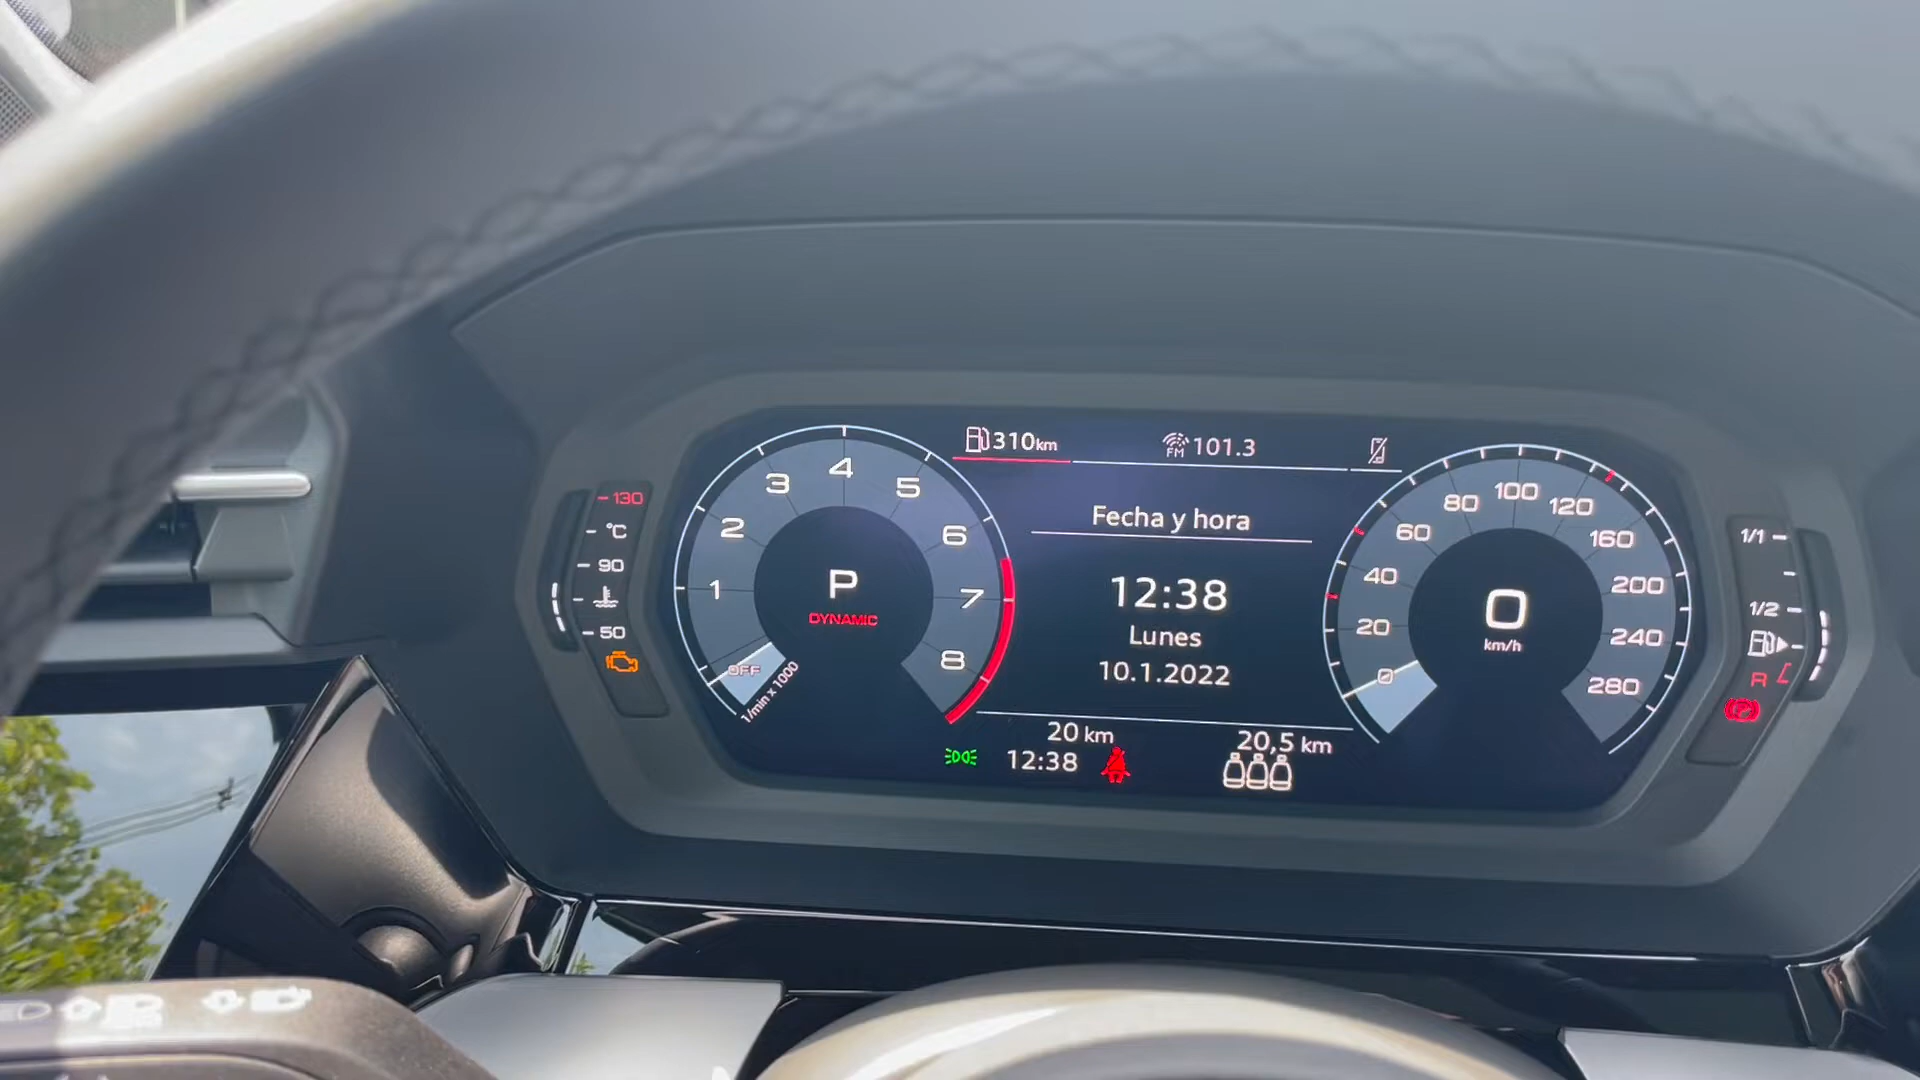 310km
FM 101.3
Fecha y hora
12:38
Lunes
10.1.2022
20 km
12:38
20,5 km
130
°C
90
50
1
2
3
4
5
6
7
8
OFF
1/min x 1000
P
DYNAMIC
0
20
40
60
80
100
120
160
200
240
280
0
km/h
1/1
1/2
R